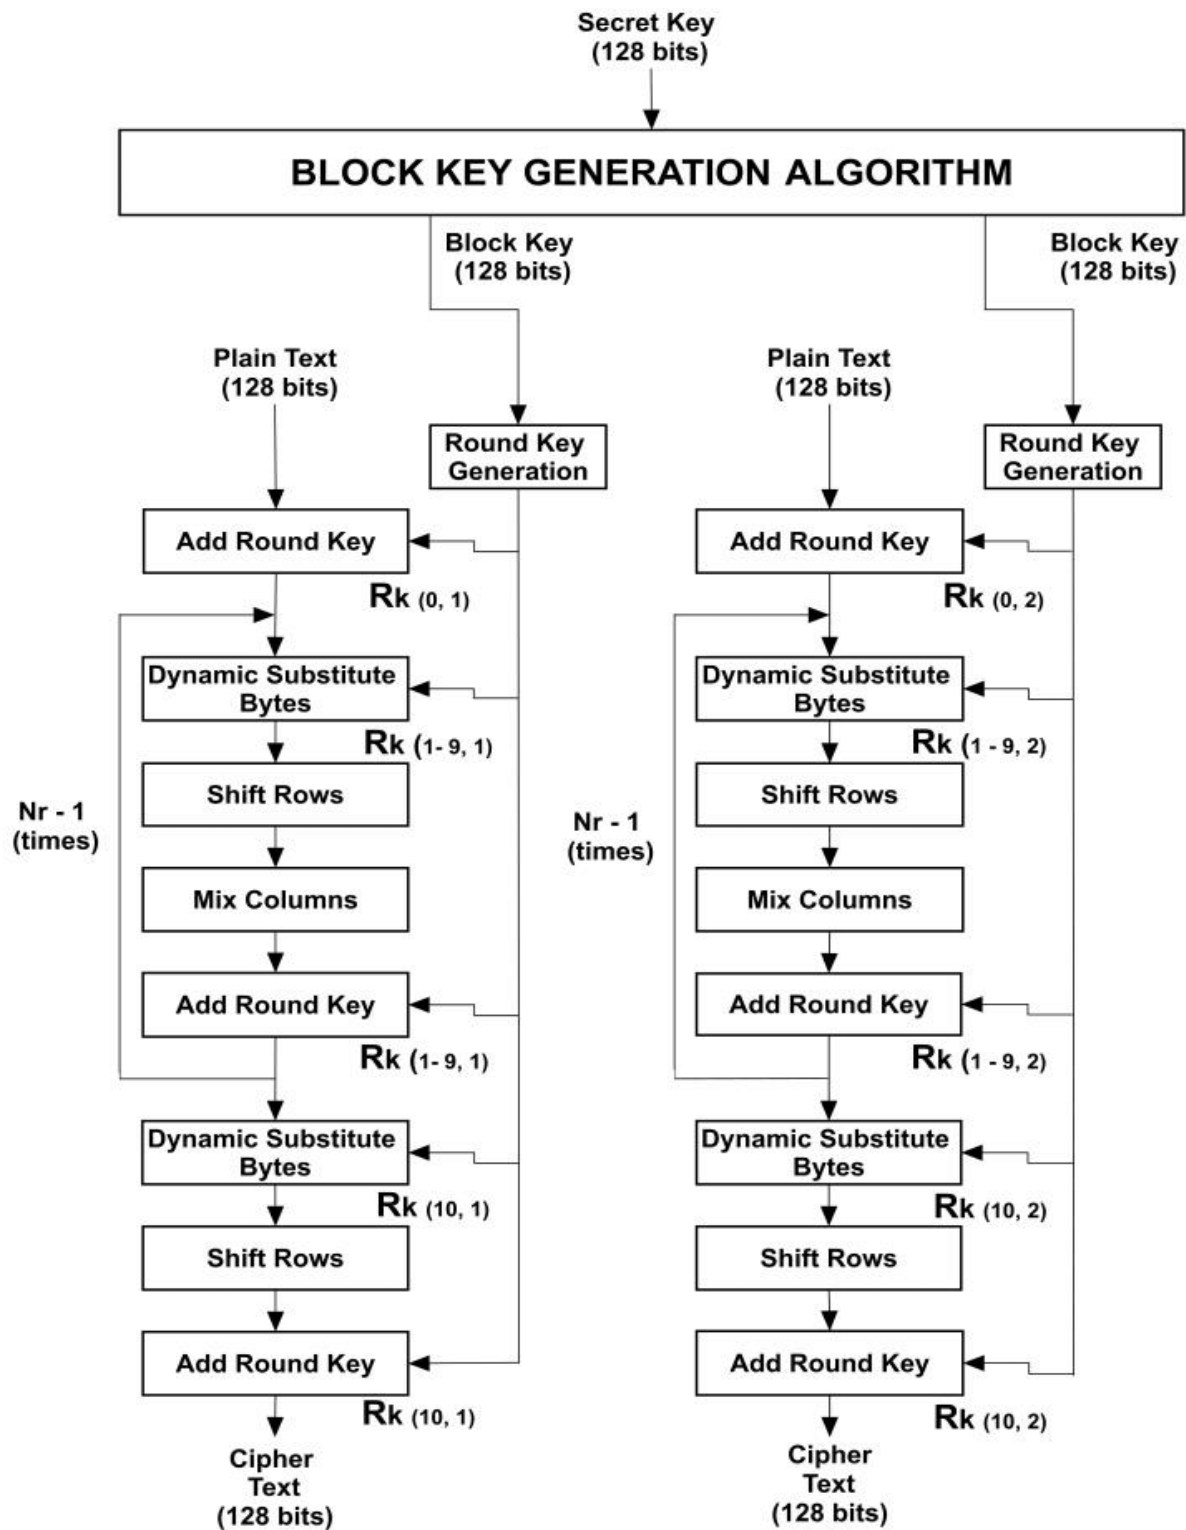 Secret Key
(128 bits)
BLOCK KEY GENERATION ALGORITHM
Block Key
(128 bits)
Block Key
(128 bits)
Plain Text
(128 bits)
Round Key
Generation
Plain Text
(128 bits)
Round Key
Generation
Add Round Key
Rk (0, 1)
Dynamic Substitute
Bytes
Rk (1- 9, 1)
Shift Rows
Nr - 1
(times)
Mix Columns
Add Round Key
Rk (1- 9, 1)
Dynamic Substitute
Bytes
Rk (10, 1)
Shift Rows
Add Round Key
Rk (10, 1)
Cipher
Text
(128 bits)
Add Round Key
Rk (0, 2)
Dynamic Substitute
Bytes
Rk (1 - 9, 2)
Shift Rows
Nr - 1
(times)
Mix Columns
Add Round Key
Rk (1 - 9, 2)
Dynamic Substitute
Bytes
Rk (10, 2)
Shift Rows
Add Round Key
Rk (10, 2)
Cipher
Text
(128 bits)